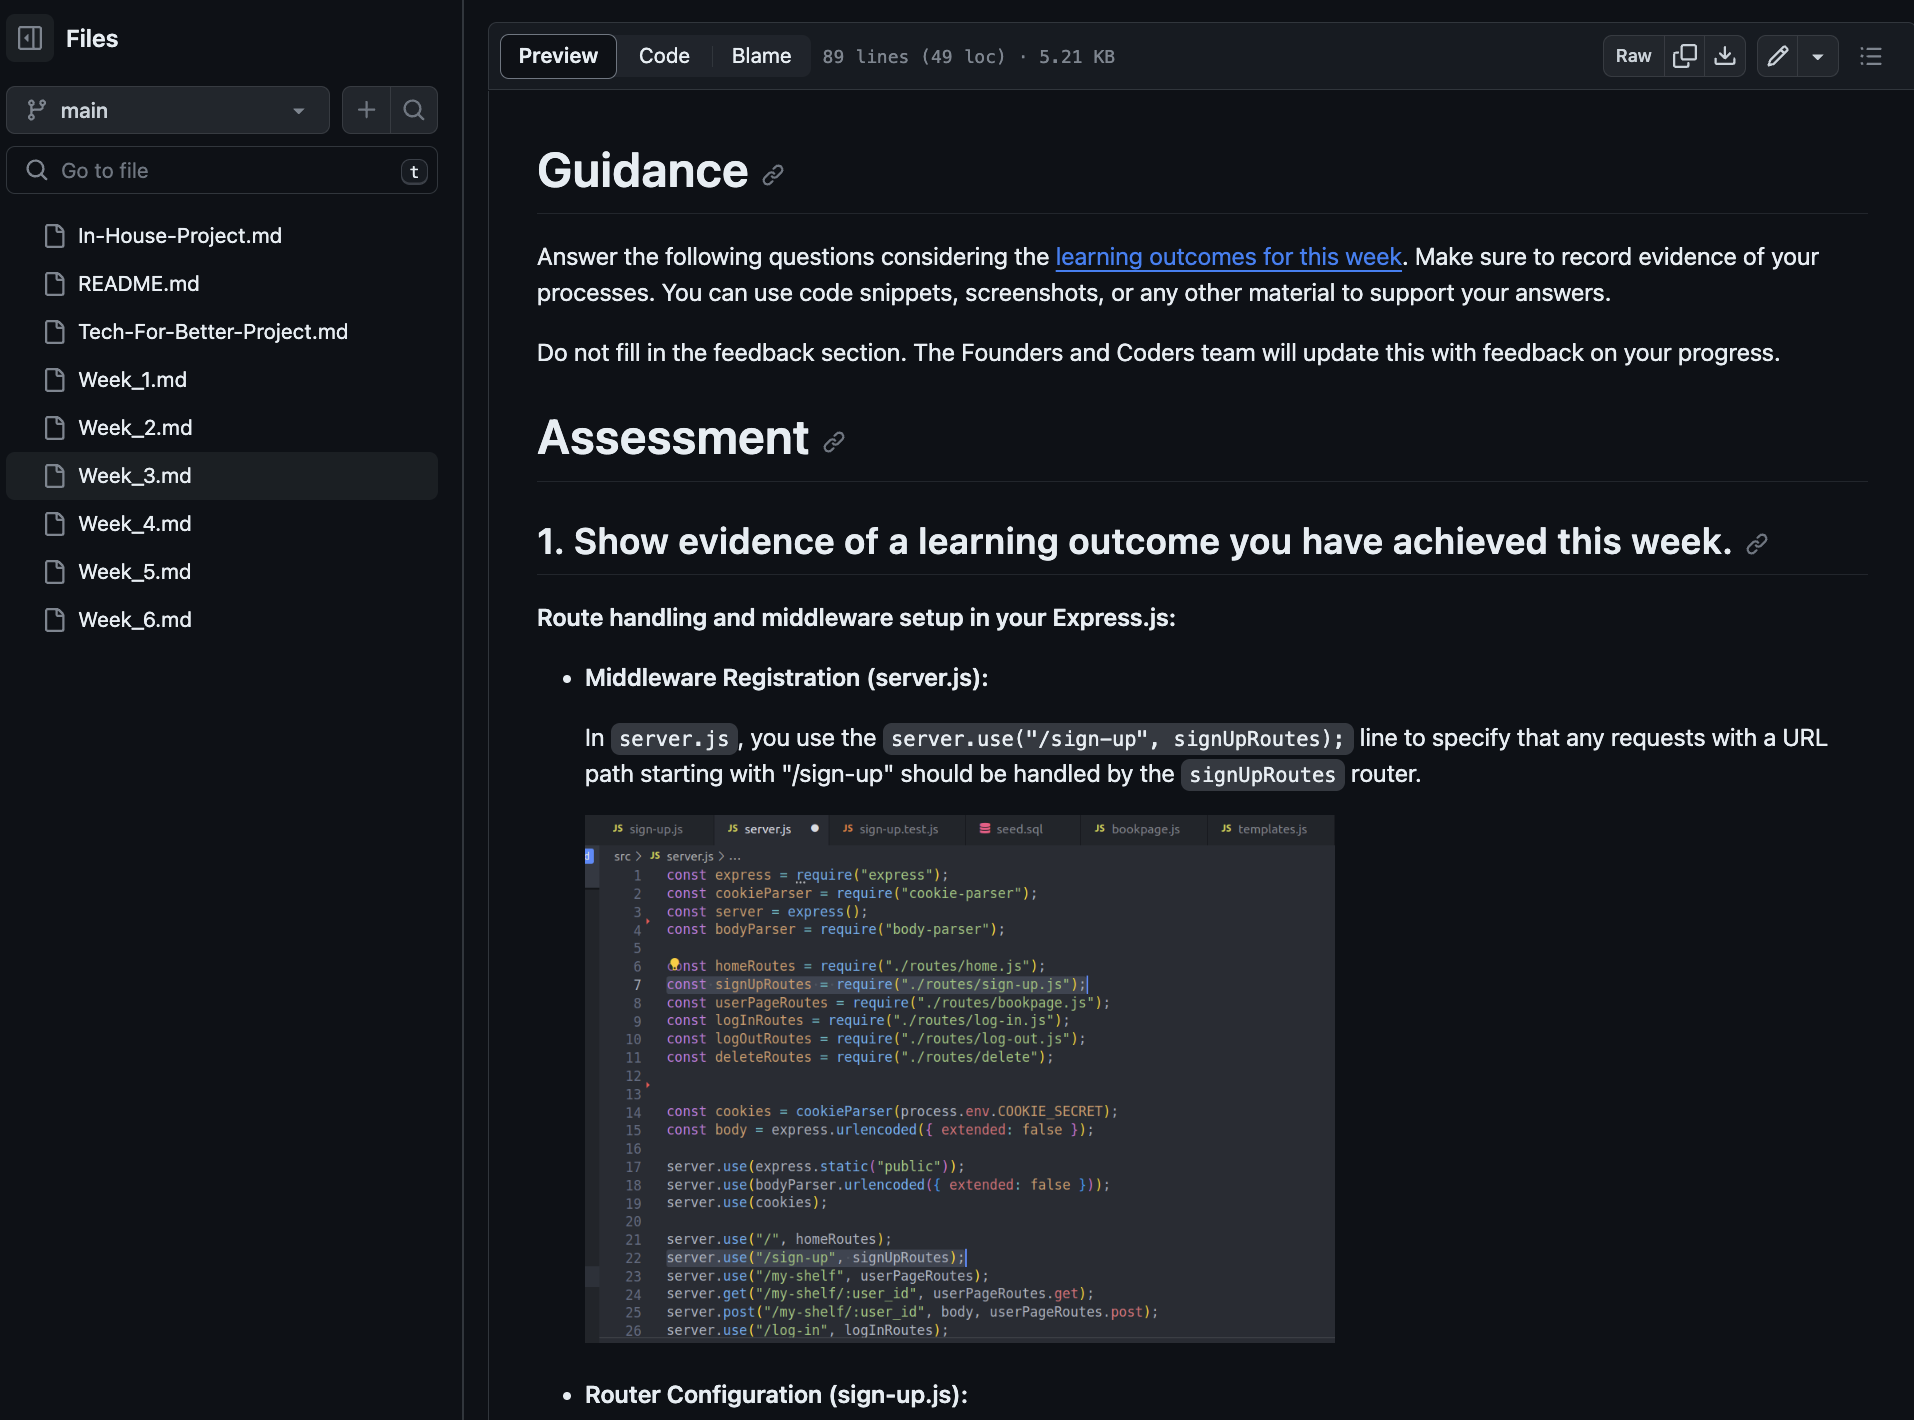 Files
main
Go to file
t
In-House-Project.md
README.md
Tech-For-Better-Project.md
Week_1.md
Week_2.md
Week_3.md
Week_4.md
Week_5.md
Week_6.md
Preview Code Blame 89 lines (49 loc) · 5.21 KB Raw
Guidance
Answer the following questions considering the learning outcomes for this week. Make sure to record evidence of your
processes. You can use code snippets, screenshots, or any other material to support your answers.
Do not fill in the feedback section. The Founders and Coders team will update this with feedback on your progress.
Assessment
1. Show evidence of a learning outcome you have achieved this week.
Route handling and middleware setup in your Express.js:
• Middleware Registration (server.js):
In server.js, you use the server.use("/sign-up", signUpRoutes); line to specify that any requests with a URL
path starting with "/sign-up" should be handled by the signUpRoutes router.
JS sign-up.js JS server.js JS sign-up.test.js seed.sql JS bookpage.js JS templates.js
src > JS server.js > ...
1 const express = require("express");
2 const cookieParser = require("cookie-parser");
3 const server = express();
4 const bodyParser = require("body-parser");
5
6 const homeRoutes = require("./routes/home.js");
7 const signUpRoutes = require("./routes/sign-up.js");
8 const userPageRoutes = require("./routes/bookpage.js");
9 const logInRoutes = require("./routes/log-in.js");
10 const logOutRoutes = require("./routes/log-out.js");
11 const deleteRoutes = require("./routes/delete");
12
13
14 const cookies = cookieParser(process.env.COOKIE_SECRET);
15 const body = express.urlencoded({ extended: false });
16
17 server.use(express.static("public"));
18 server.use(bodyParser.urlencoded({ extended: false }));
19 server.use(cookies);
20
21 server.use("/", homeRoutes);
22 server.use("/sign-up", signUpRoutes);
23 server.use("/my-shelf", userPageRoutes);
24 server.get("/my-shelf/:user_id", userPageRoutes.get);
25 server.post("/my-shelf/:user_id", body, userPageRoutes.post);
26 server.use("/log-in", logInRoutes);
• Router Configuration (sign-up.js):